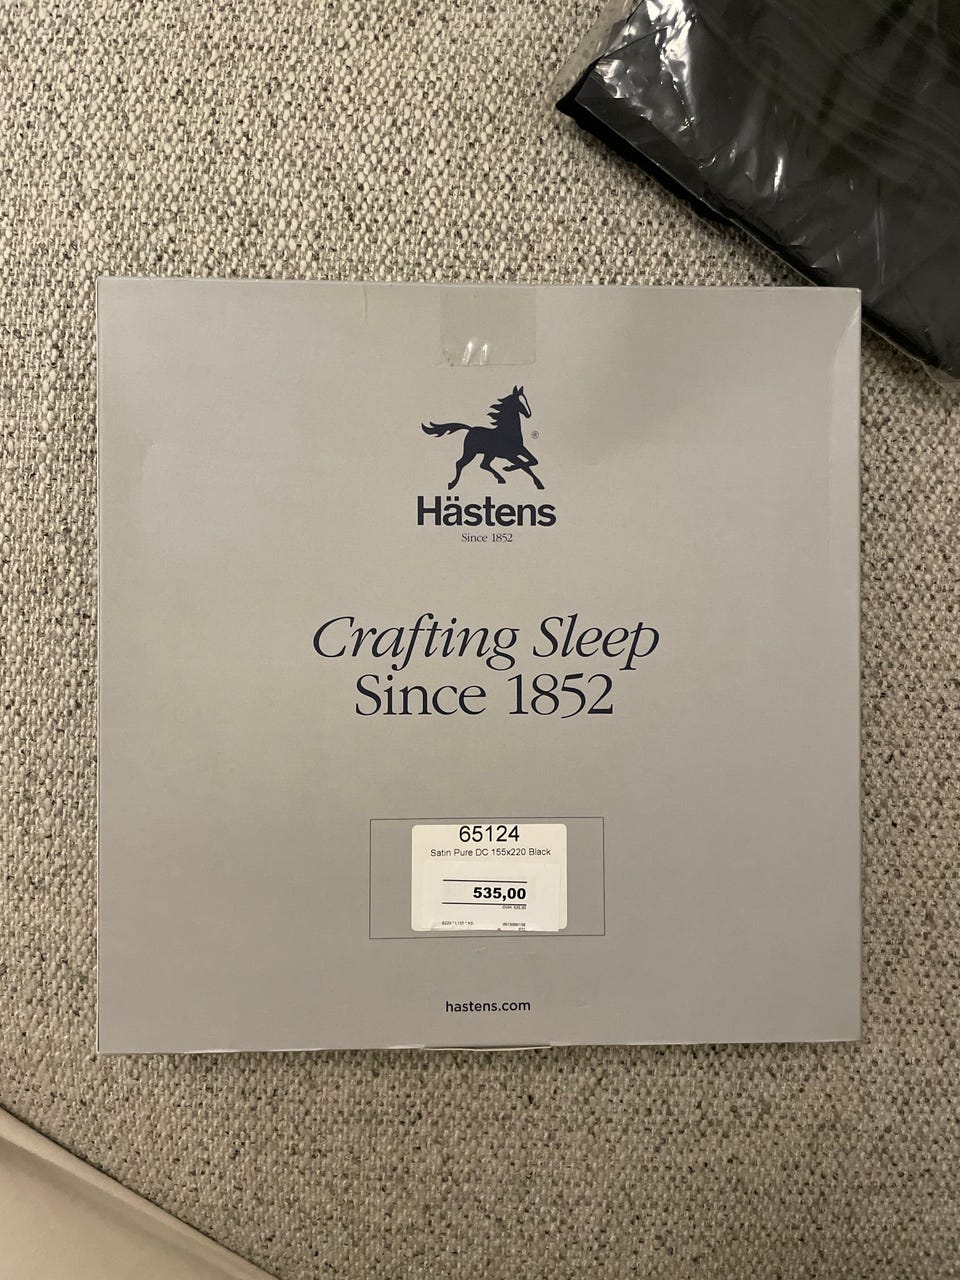 ®
Hästens
Since 1852
Crafting Sleep
Since 1852
65124
Satin Pure DC 155x220 Black
535,00
hastens.com